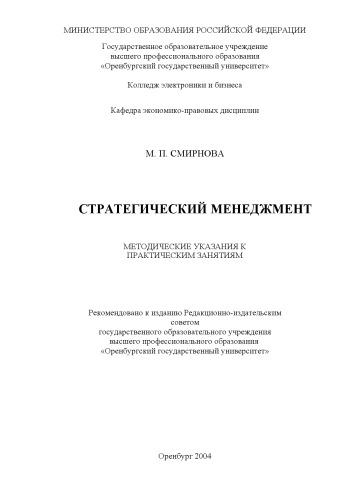 МИНИСТЕРСТВО ОБРАЗОВАНИЯ РОССИЙСКОЙ ФЕДЕРАЦИИ
Государственное образовательное учреждение
высшего профессионального образования
«Оренбургский государственный университет»
Колледж электроники и бизнеса
Кафедра экономико-правовых дисциплин
М. П. СМИРНОВА
СТРАТЕГИЧЕСКИЙ МЕНЕДЖМЕНТ
МЕТОДИЧЕСКИЕ УКАЗАНИЯ К
ПРАКТИЧЕСКИМ ЗАНЯТИЯМ
Рекомендовано к изданию Редакционно-издательским
советом
государственного образовательного учреждения
высшего профессионального образования
«Оренбургский государственный университет»
Оренбург 2004